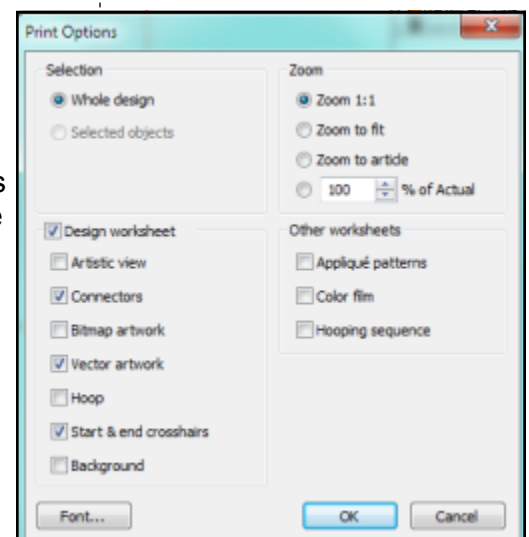 Print Options
Selection
Whole design
Selected objects
Zoom
Zoom 1:1
Zoom to fit
Zoom to article
100 % of Actual
Design worksheet
Artistic view
Connectors
Bitmap artwork
Vector artwork
Hoop
Start & end crosshairs
Background
Other worksheets
Appliqué patterns
Color film
Hooping sequence
Font...
OK
Cancel